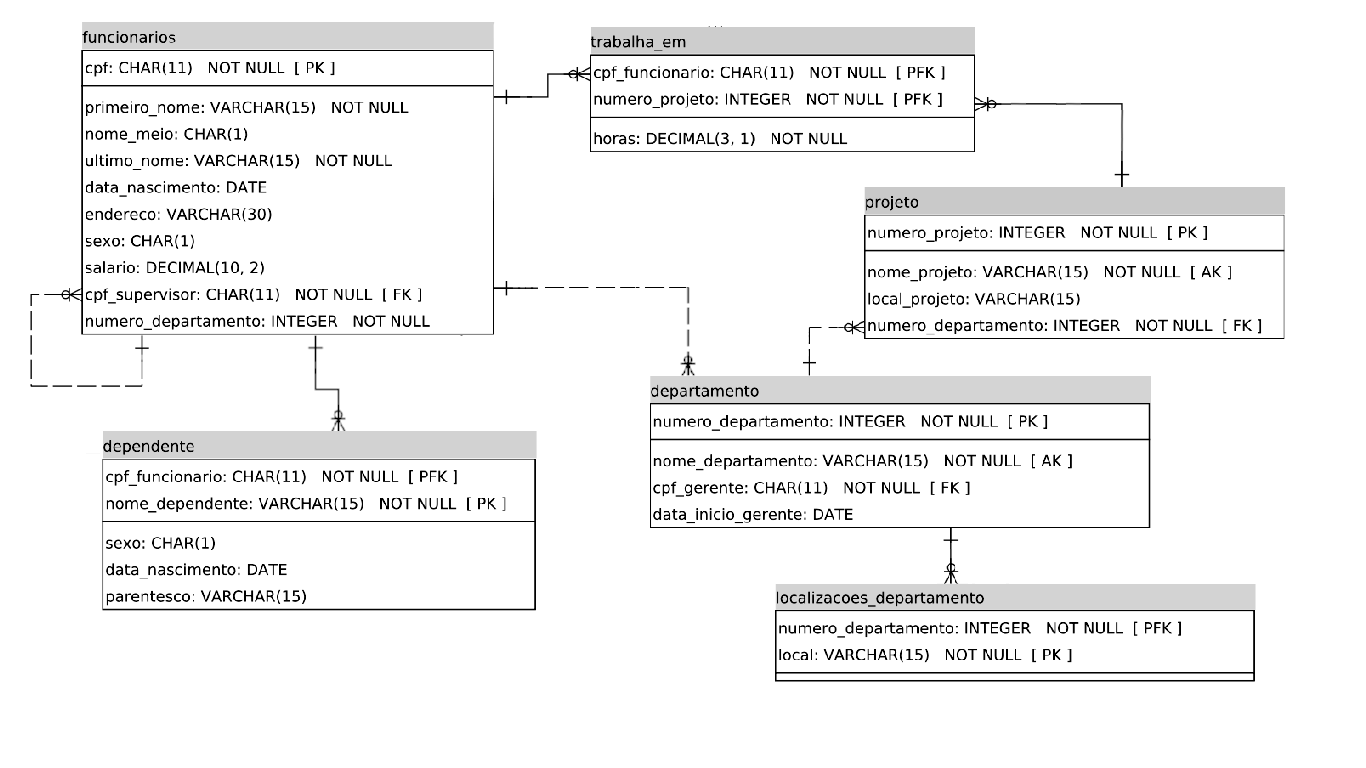 funcionarios
cpf: CHAR(11)   NOT NULL  [ PK ]
primeiro_nome: VARCHAR(15)   NOT NULL
nome_meio: CHAR(1)
ultimo_nome: VARCHAR(15)   NOT NULL
data_nascimento: DATE
endereco: VARCHAR(30)
sexo: CHAR(1)
salario: DECIMAL(10, 2)
cpf_supervisor: CHAR(11)   NOT NULL  [ FK ]
numero_departamento: INTEGER   NOT NULL
trabalha_em
cpf_funcionario: CHAR(11)   NOT NULL  [ PFK ]
numero_projeto: INTEGER   NOT NULL  [ PFK ]
horas: DECIMAL(3, 1)   NOT NULL
projeto
numero_projeto: INTEGER   NOT NULL  [ PK ]
nome_projeto: VARCHAR(15)   NOT NULL  [ AK ]
local_projeto: VARCHAR(15)
numero_departamento: INTEGER   NOT NULL  [ FK ]
departamento
numero_departamento: INTEGER   NOT NULL  [ PK ]
nome_departamento: VARCHAR(15)   NOT NULL  [ AK ]
cpf_gerente: CHAR(11)   NOT NULL  [ FK ]
data_inicio_gerente: DATE
dependente
cpf_funcionario: CHAR(11)   NOT NULL  [ PFK ]
nome_dependente: VARCHAR(15)   NOT NULL  [ PK ]
sexo: CHAR(1)
data_nascimento: DATE
parentesco: VARCHAR(15)
localizacoes_departamento
numero_departamento: INTEGER   NOT NULL  [ PFK ]
local: VARCHAR(15)   NOT NULL  [ PK ]